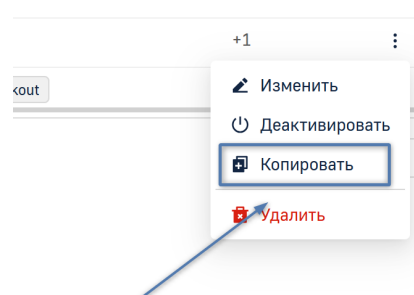 +1
kout
Изменить
Деактивировать
Копировать
Удалить